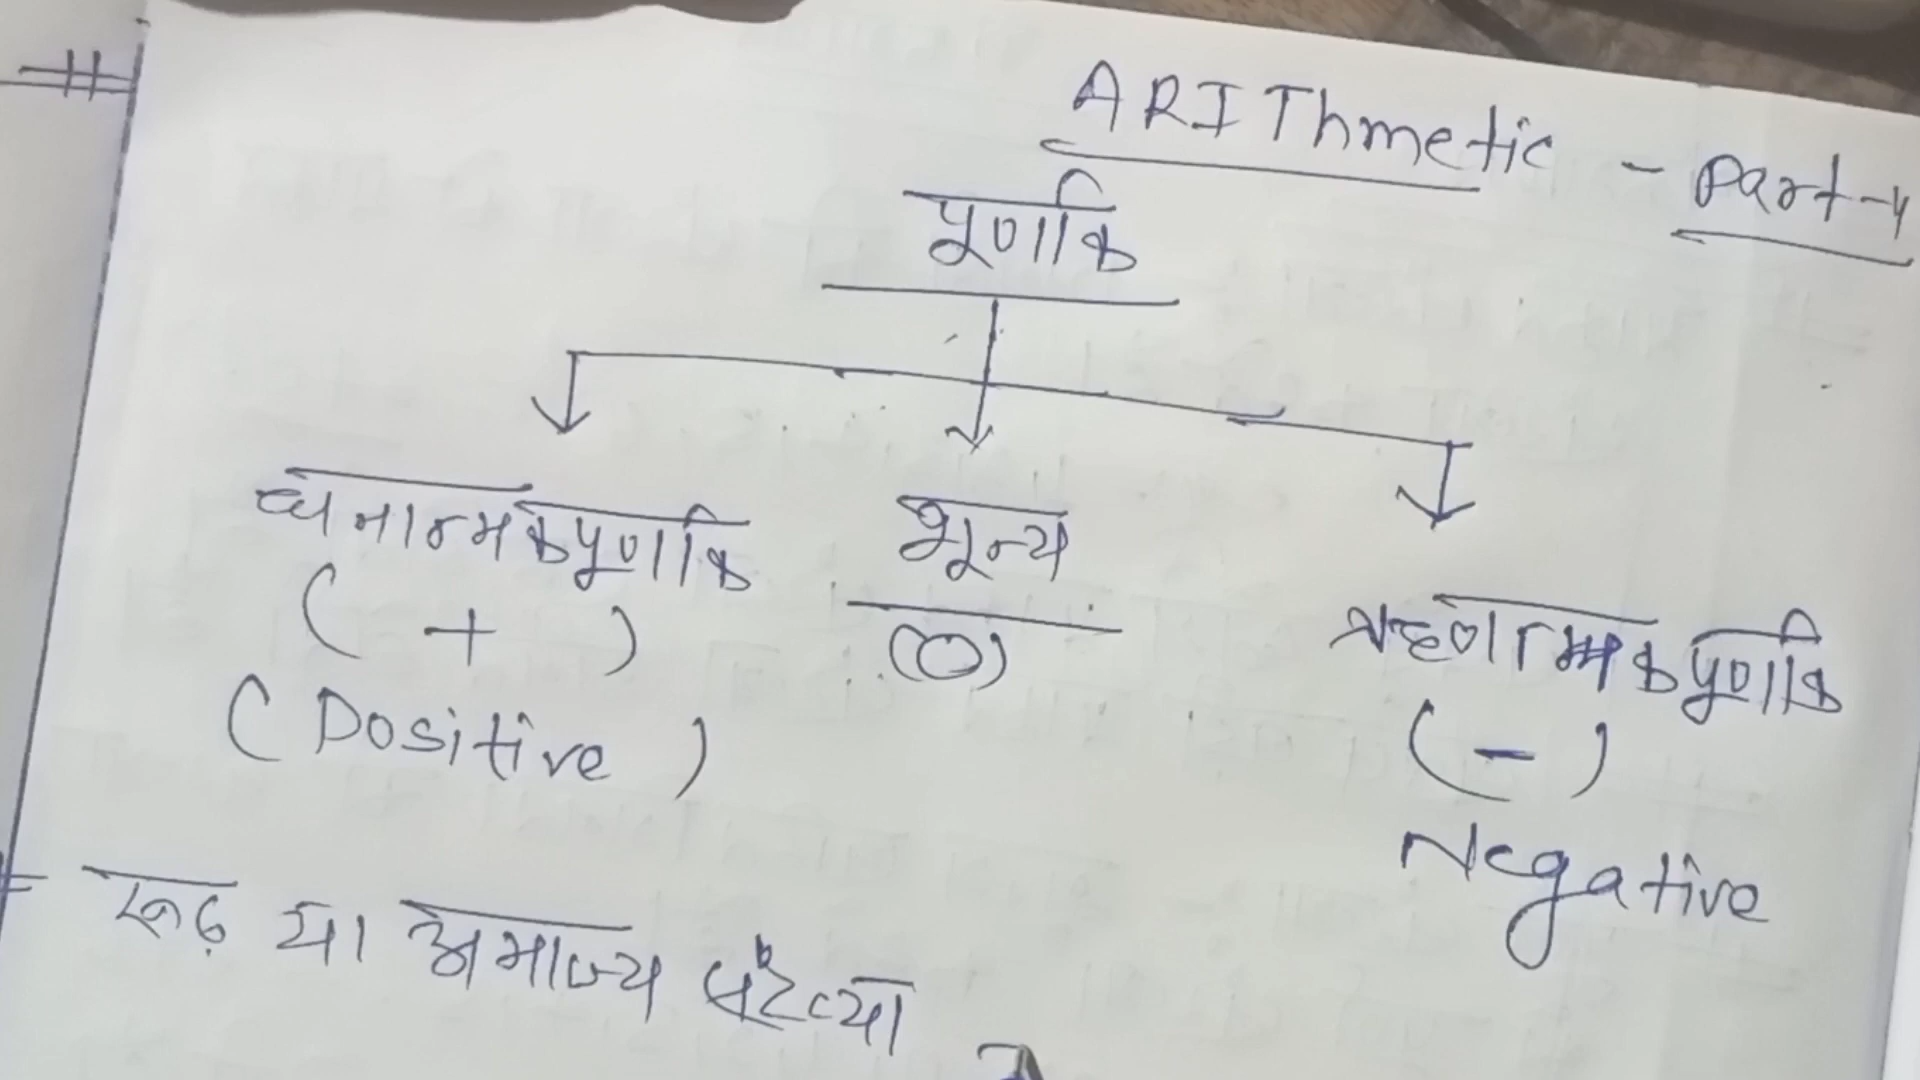 ARIThmetic - Part-4
पूर्णांक
धनात्मक पूर्णांक
शून्य
ऋणात्मक पूर्णांक
(+)
(0)
(-)
(Positive)
Negative
रूढ़ या अभाज्य संख्या